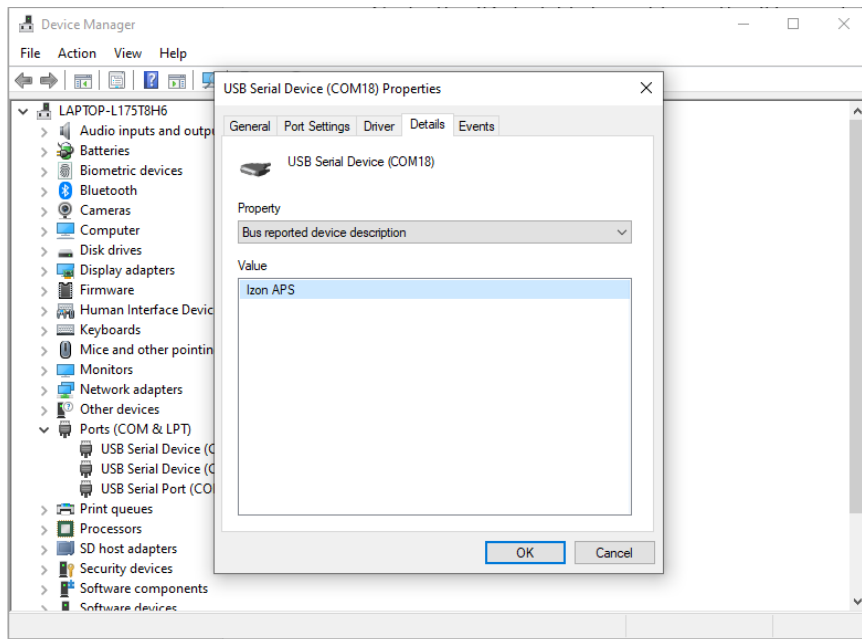 Device Manager
File Action View Help
LAPTOP-L175T8H6
Audio inputs and outp
Batteries
Biometric devices
Bluetooth
Cameras
Computer
Disk drives
Display adapters
Firmware
Human Interface Devic
Keyboards
Mice and other pointin
Monitors
Network adapters
Other devices
Ports (COM & LPT)
USB Serial Device (C
USB Serial Device (C
USB Serial Port (CO
Print queues
Processors
SD host adapters
Security devices
Software components
Software devices
USB Serial Device (COM18) Properties
General Port Settings Driver Details Events
USB Serial Device (COM18)
Property
Bus reported device description
Value
Izon APS
OK Cancel